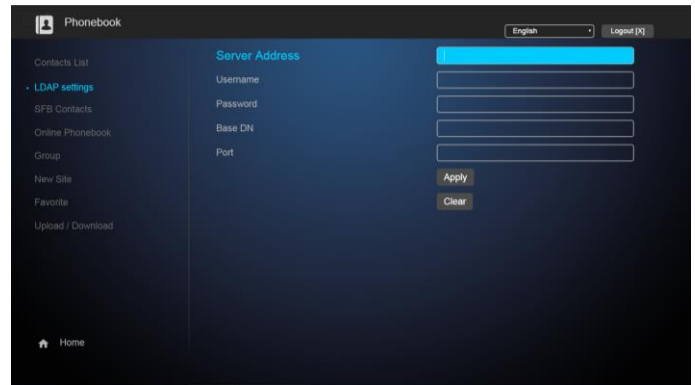 Phonebook
English
Logout [X]
Contacts List
LDAP settings
SFB Contacts
Online Phonebook
Group
New Site
Favorite
Upload / Download
Home
Server Address
Username
Password
Base DN
Port
Apply
Clear